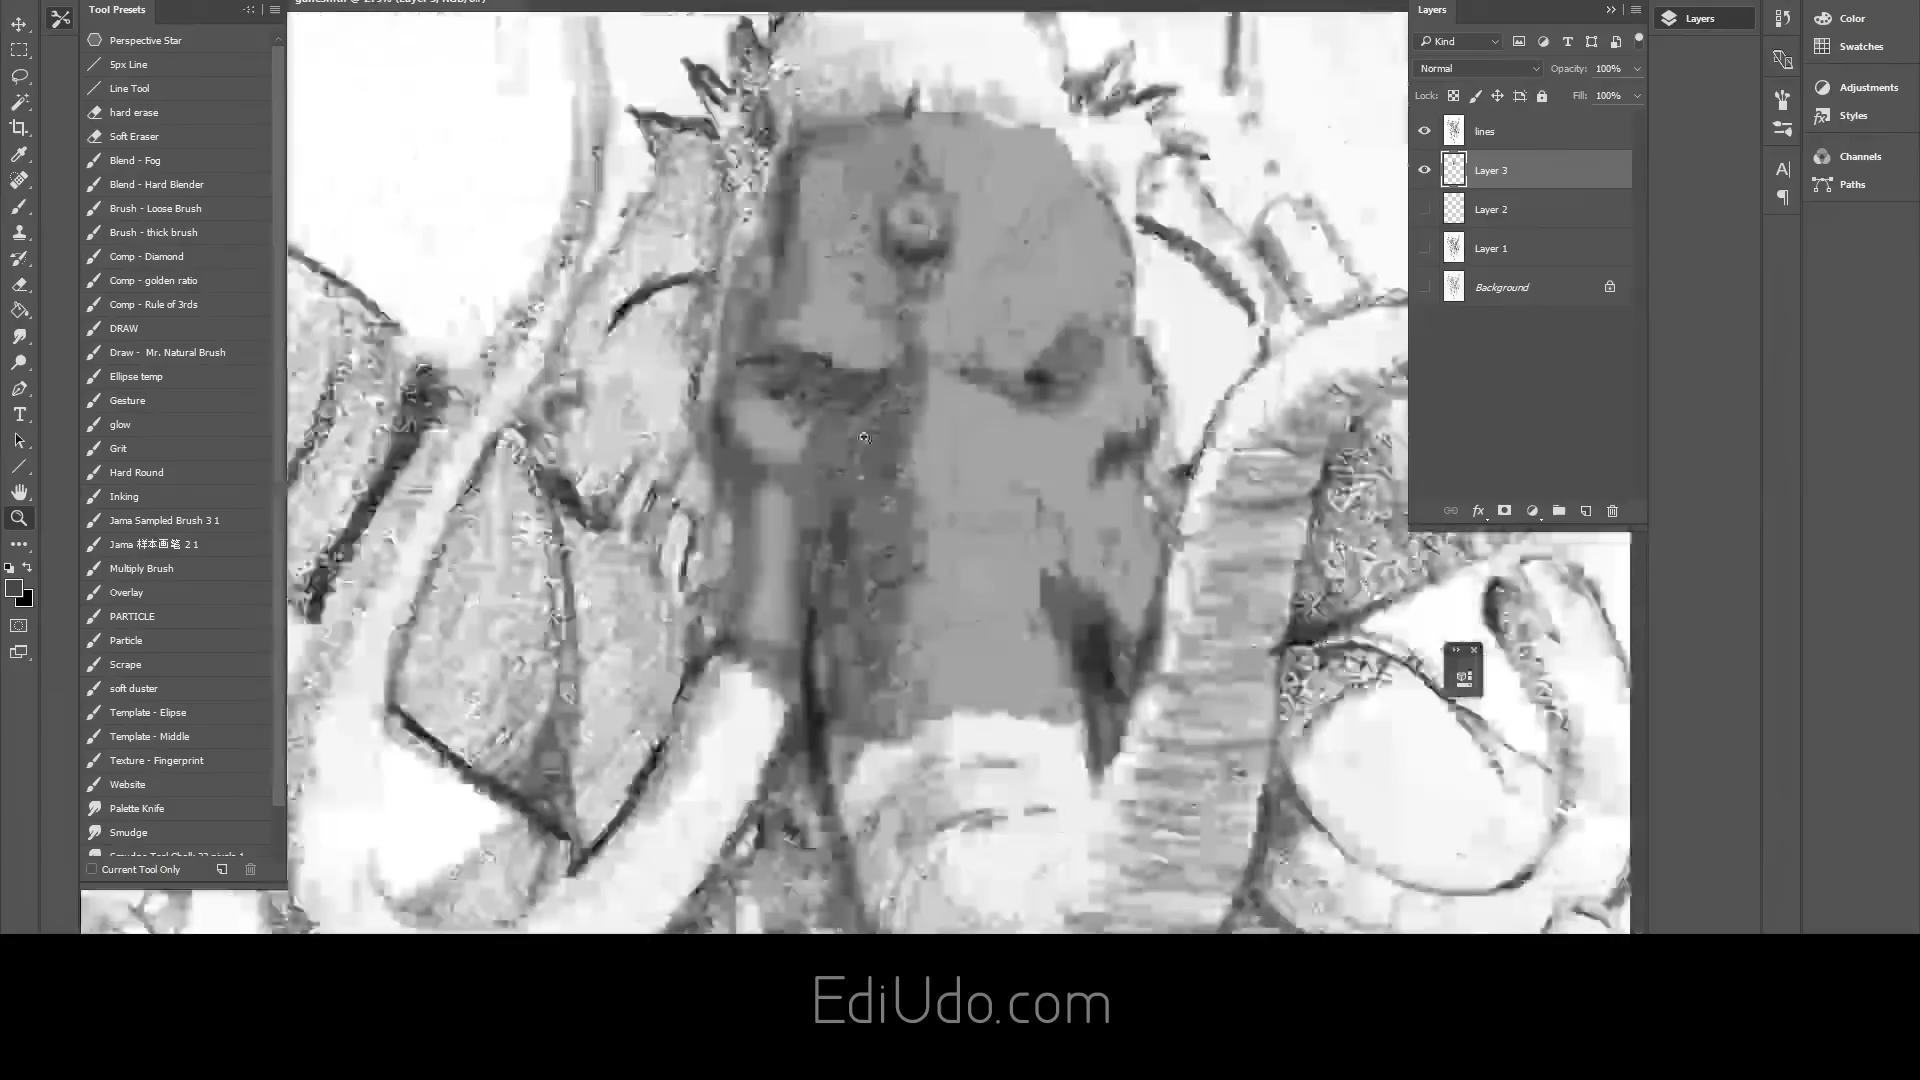 Tool Presets
Perspective Star
5px Line
Line Tool
hard erase
Soft Eraser
Blend - Fog
Blend - Hard Blender
Brush - Loose Brush
Brush - thick brush
Comp - Diamond
Comp - golden ratio
Comp - Rule of 3rds
DRAW
Draw - Mr. Natural Brush
Ellipse temp
Gesture
glow
Grit
Hard Round
Inking
Jama Sampled Brush 3 1
Jama 样本画笔 2 1
Multiply Brush
Overlay
PARTICLE
Particle
Scrape
soft duster
Template - Elipse
Template - Middle
Texture - Fingerprint
Website
Palette Knife
Smudge
Current Tool Only
Layers
Kind
Normal
Opacity: 100%
Lock:
Fill: 100%
lines
Layer 3
Layer 2
Layer 1
Background
Layers
Color
Swatches
Adjustments
Styles
Channels
Paths
EdiUdo.com